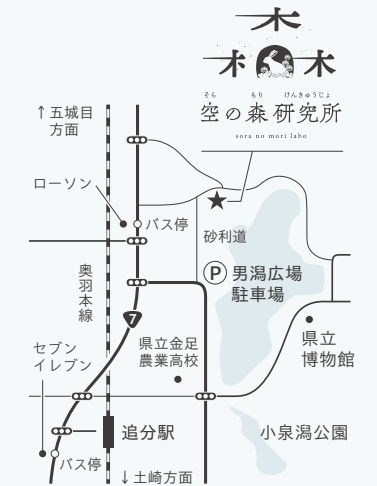 そら もり けんきゅうじょ
空の森研究所
sora no mori labo
↑五城目
方面
ローソン
バス停
砂利道
P 男潟広場
駐車場
奥羽本線
7
セブン
イレブン
県立金足
農業高校
県立
博物館
追分駅
小泉潟公園
バス停
↓土崎方面